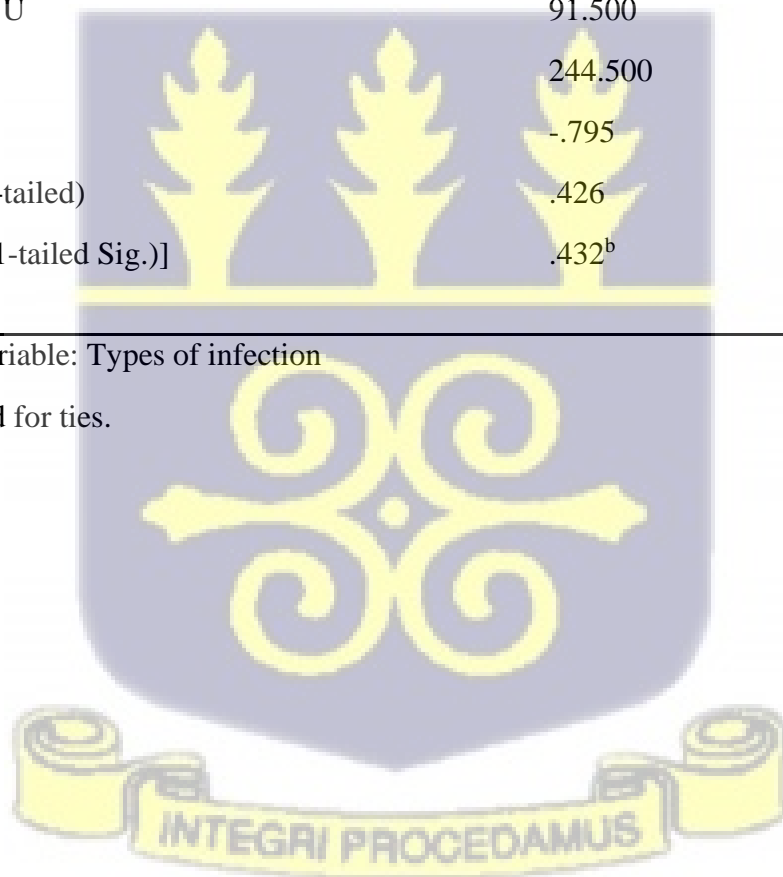 U 91.500
244.500
-.795
-tailed) .426
1-tailed Sig.)] .432b
riable: Types of infection
d for ties.
INTEGRI PROCEDAMUS